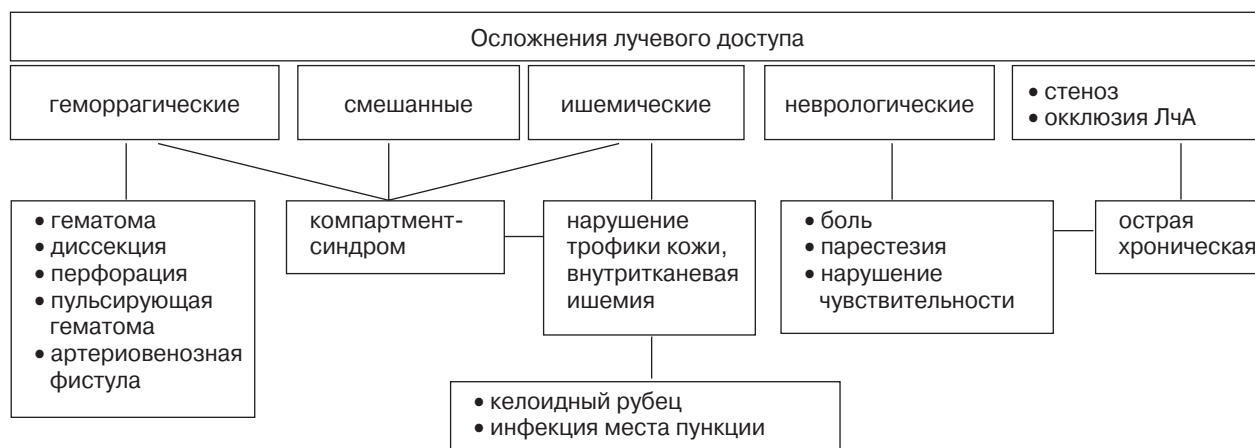 Осложнения лучевого доступа
геморрагические
смешанные
ишемические
неврологические
• стеноз
• окклюзия ЛчА
• гематома
• диссекция
• перфорация
• пульсирующая
гематома
• артериовенозная
фистула
компартмент-
синдром
нарушение
трофики кожи,
внутритканевая
ишемия
• боль
• парестезия
• нарушение
чувствительности
острая
хроническая
• келоидный рубец
• инфекция места пункции